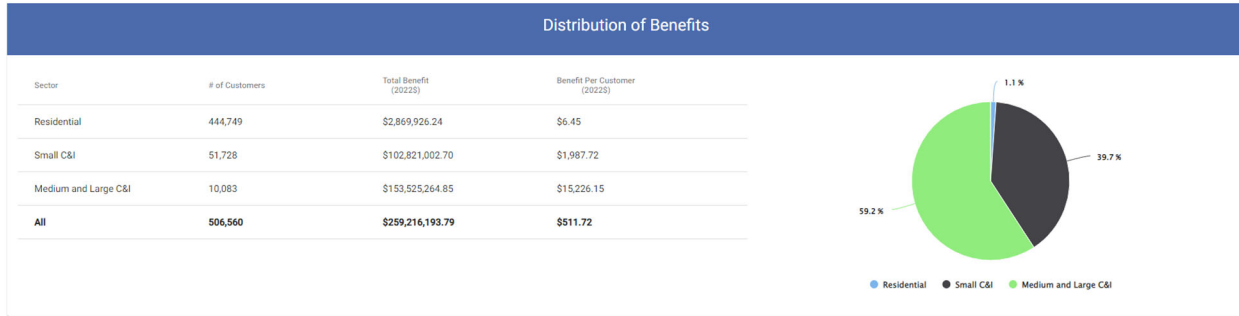 Distribution of Benefits
Sector # of Customers Total Benefit (2022$) Benefit Per Customer (2022$)
Residential 444,749 $2,869,926.24 $6.45
Small C&I 51,728 $102,821,002.70 $1,987.72
Medium and Large C&I 10,083 $153,525,264.85 $15,226.15
All 506,560 $259,216,193.79 $511.72
1.1 %
39.7 %
59.2 %
Residential Small C&I Medium and Large C&I